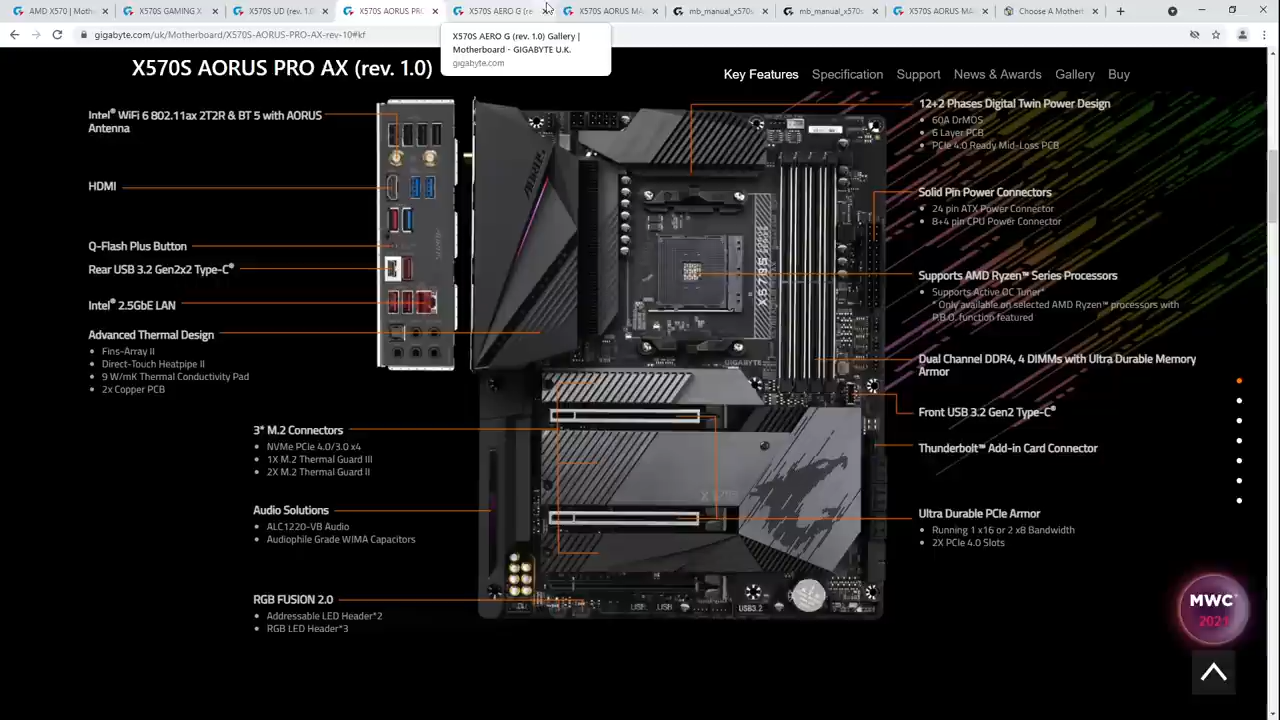 AMD X570 | Mothe
X570S GAMING X
X570S UD (rev. 1.0)
X570S AORUS PRO
X570S AERO G (re
X570S AORUS MA
mb_manual_x570s
mb_manual_x570s
X570S AORUS MA
Choose A Mother
gigabyte.com/uk/Motherboard/X570S-AORUS-PRO-AX-rev-10#kf
X570S AERO G (rev. 1.0) Gallery |
Motherboard - GIGABYTE U.K.
gigabyte.com
X570S AORUS PRO AX (rev. 1.0)
Key Features
Specification
Support
News & Awards
Gallery
Buy
Intel® WiFi 6 802.11ax 2T2R & BT 5 with AORUS
Antenna
HDMI
Q-Flash Plus Button
Rear USB 3.2 Gen2x2 Type-C®
Intel® 2.5GbE LAN
Advanced Thermal Design
Fins-Array II
Direct-Touch Heatpipe II
9 W/mK Thermal Conductivity Pad
2x Copper PCB
3* M.2 Connectors
NVMe PCIe 4.0/3.0 x4
1X M.2 Thermal Guard III
2X M.2 Thermal Guard II
Audio Solutions
ALC1220-VB Audio
Audiophile Grade WIMA Capacitors
RGB FUSION 2.0
Addressable LED Header*2
RGB LED Header*3
AORUS
X570S
GIGABYTE
USB3.2
12+2 Phases Digital Twin Power Design
60A DrMOS
6 Layer PCB
PCIe 4.0 Ready Mid-Loss PCB
Solid Pin Power Connectors
24 pin ATX Power Connector
8+4 pin CPU Power Connector
Supports AMD Ryzen™ Series Processors
Supports Active OC Tuner*
* Only available on selected AMD Ryzen™ processors with
P.B.O. function featured
Dual Channel DDR4, 4 DIMMs with Ultra Durable Memory
Armor
Front USB 3.2 Gen2 Type-C®
Thunderbolt™ Add-in Card Connector
Ultra Durable PCIe Armor
Running 1 x16 or 2 x8 Bandwidth
2X PCIe 4.0 Slots
MWC
2021